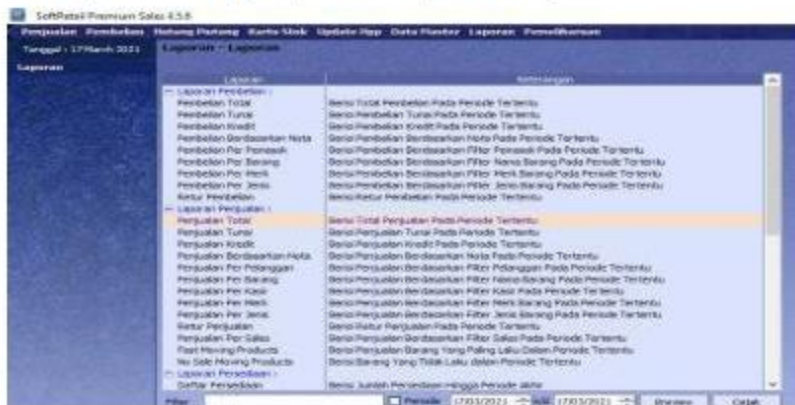 SoftRetail Premium Sales 4.5.8
Penjualan Pembelian Hutang Piutang Kartu Stok Update Hpp Data Master Laporan Pemeliharaan
Tanggal : 17 March 2021 Laporan - Laporan
Laporan
Laporan Keterangan
Laporan Pembelian :
Pembelian Total Berisi Total Pembelian Pada Periode Tertentu
Pembelian Tunai Berisi Pembelian Tunai Pada Periode Tertentu
Pembelian Kredit Berisi Pembelian Kredit Pada Periode Tertentu
Pembelian Berdasarkan Nota Berisi Pembelian Berdasarkan Nota Pada Periode Tertentu
Pembelian Per Pemasok Berisi Pembelian Berdasarkan Filter Pemasok Pada Periode Tertentu
Pembelian Per Barang Berisi Pembelian Berdasarkan Filter Nama Barang Pada Periode Tertentu
Pembelian Per Merk Berisi Pembelian Berdasarkan Filter Merk Barang Pada Periode Tertentu
Pembelian Per Jenis Berisi Pembelian Berdasarkan Filter Jenis Barang Pada Periode Tertentu
Retur Pembelian Berisi Retur Pembelian Pada Periode Tertentu
Laporan Penjualan :
Penjualan Total Berisi Total Penjualan Pada Periode Tertentu
Penjualan Tunai Berisi Penjualan Tunai Pada Periode Tertentu
Penjualan Kredit Berisi Penjualan Kredit Pada Periode Tertentu
Penjualan Berdasarkan Nota Berisi Penjualan Berdasarkan Nota Pada Periode Tertentu
Penjualan Per Pelanggan Berisi Penjualan Berdasarkan Filter Pelanggan Pada Periode Tertentu
Penjualan Per Barang Berisi Penjualan Berdasarkan Filter Nama Barang Pada Periode Tertentu
Penjualan Per Kasir Berisi Penjualan Berdasarkan Filter Kasir Pada Periode Tertentu
Penjualan Per Merk Berisi Penjualan Berdasarkan Filter Merk Barang Pada Periode Tertentu
Penjualan Per Jenis Berisi Penjualan Berdasarkan Filter Jenis Barang Pada Periode Tertentu
Retur Penjualan Berisi Retur Penjualan Pada Periode Tertentu
Penjualan Per Sales Berisi Penjualan Berdasarkan Filter Sales Pada Periode Tertentu
Fast Moving Products Berisi Penjualan Barang Yang Paling Laku Dalam Periode Tertentu
No Sale Moving Products Berisi Barang Yang Tidak Laku dalam Periode Tertentu
Laporan Persediaan :
Daftar Persediaan Berisi Jumlah Persediaan Hingga Periode akhir
Filter Periode 17/03/2021 s/d 17/03/2021 Preview Cetak